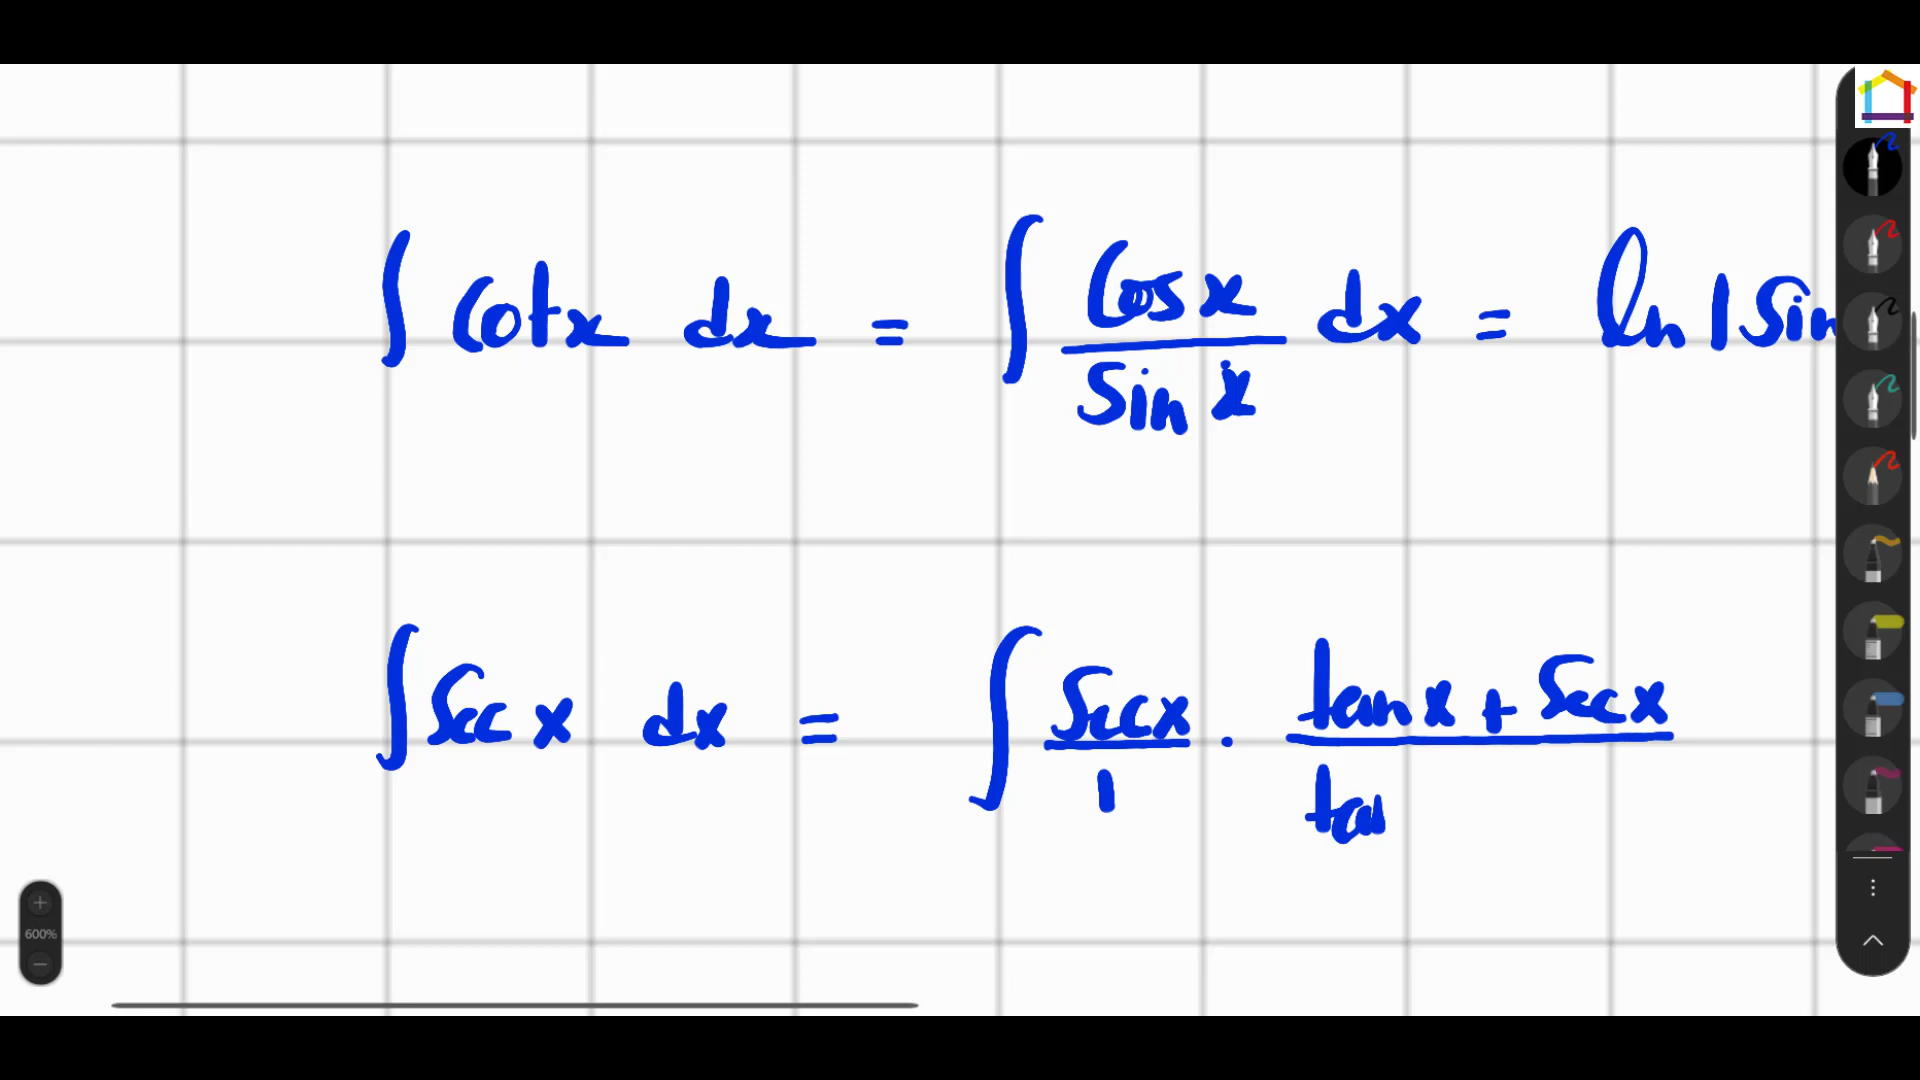 ∫ Cotx dx = ∫ Cosx/Sinx dx = ln |Sin
∫ Secx dx = ∫ Secx/1 · tanx + Secx/tan
600%